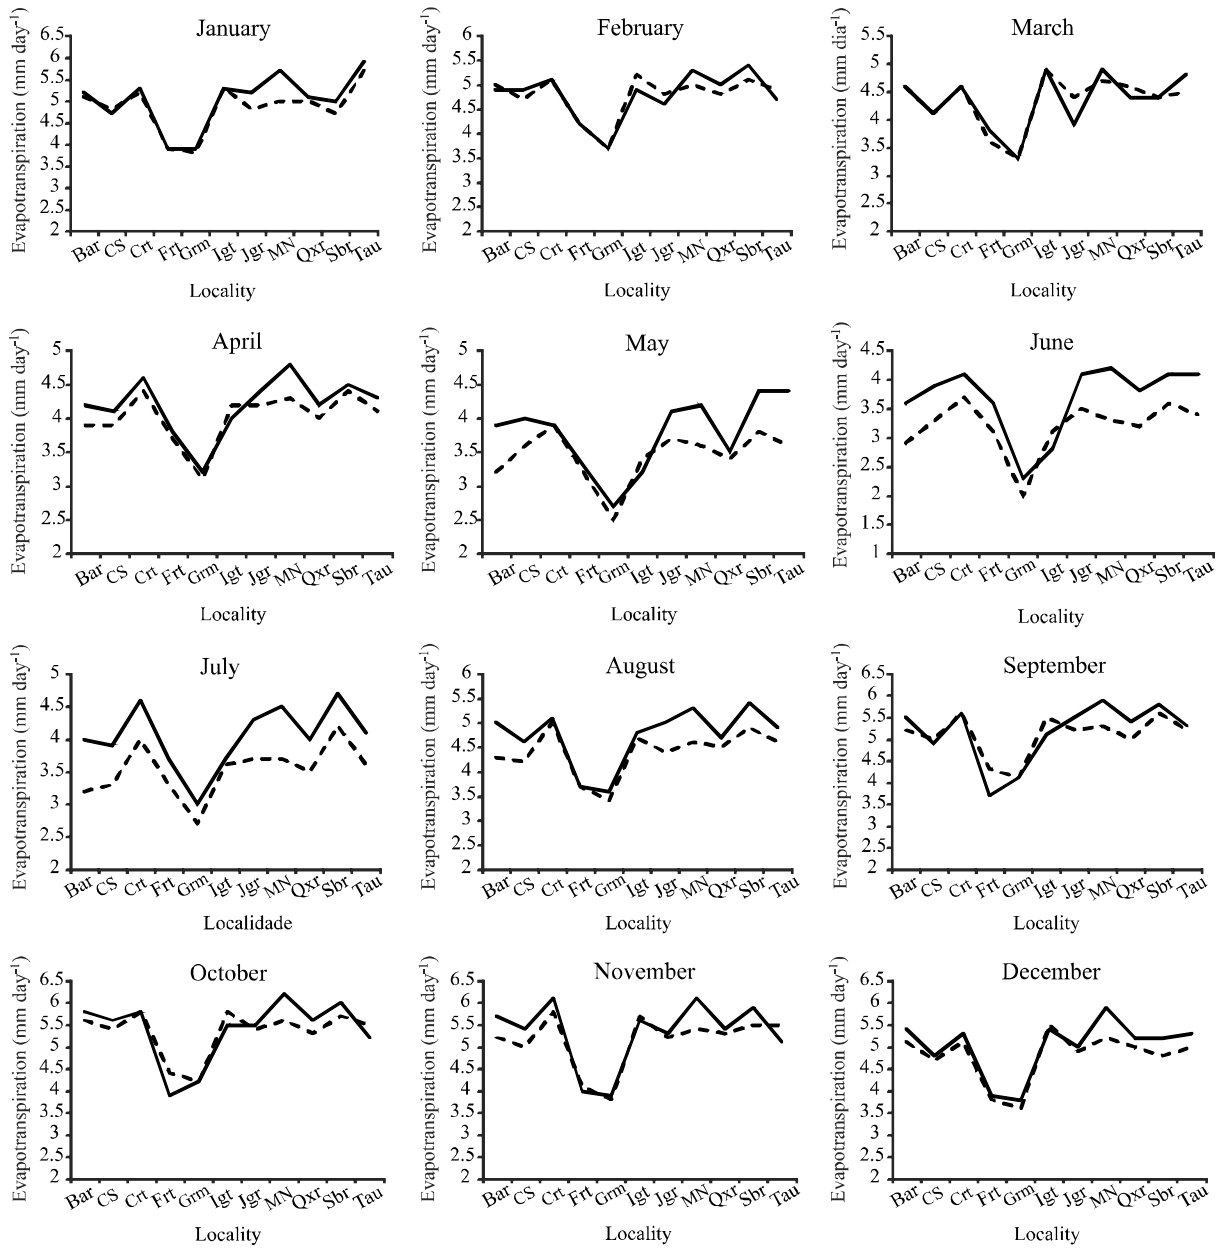 January
Evapotranspiration (mm day-1)
6.5
6
5.5
5
4.5
4
3.5
3
2.5
2
Bar CS Crt Frt Grm Igt Jgr MN Qxr Sbr Tau
Locality
February
Evapotranspiration (mm day-1)
6
5.5
5
4.5
4
3.5
3
2.5
2
Bar CS Crt Frt Grm Igt Jgr MN Qxr Sbr Tau
Locality
March
Evapotranspiration (mm dia-1)
5.5
5
4.5
4
3.5
3
2.5
2
Bar CS Crt Frt Grm Igt Jgr MN Qxr Sbr Tau
Locality
April
Evapotranspiration (mm day-1)
5
4.5
4
3.5
3
2.5
2
Bar CS Crt Frt Grm Igt Jgr MN Qxr Sbr Tau
Locality
May
Evapotranspiration (mm day-1)
5
4.5
4
3.5
3
2.5
2
Bar CS Crt Frt Grm Igt Jgr MN Qxr Sbr Tau
Locality
June
Evapotranspiration (mm day-1)
4.5
4
3.5
3
2.5
2
1.5
1
Bar CS Crt Frt Grm Igt Jgr MN Qxr Sbr Tau
Locality
July
Evapotranspiration (mm day-1)
5
4.5
4
3.5
3
2.5
2
Bar CS Crt Frt Grm Igt Jgr MN Qxr Sbr Tau
Localidade
August
Evapotranspiration (mm day-1)
6
5.5
5
4.5
4
3.5
3
2.5
2
Bar CS Crt Frt Grm Igt Jgr MN Qxr Sbr Tau
Locality
September
Evapotranspiration (mm day-1)
6.5
6
5.5
5
4.5
4
3.5
3
2.5
2
Bar CS Crt Frt Grm Igt Jgr MN Qxr Sbr Tau
Locality
October
Evapotranspiration (mm day-1)
6.5
6
5.5
5
4.5
4
3.5
3
2.5
2
Bar CS Crt Frt Grm Igt Jgr MN Qxr Sbr Tau
Locality
November
Evapotranspiration (mm day-1)
6.5
6
5.5
5
4.5
4
3.5
3
2.5
2
Bar CS Crt Frt Grm Igt Jgr MN Qxr Sbr Tau
Locality
December
Evapotranspiration (mm day-1)
6.5
6
5.5
5
4.5
4
3.5
3
2.5
2
Bar CS Crt Frt Grm Igt Jgr MN Qxr Sbr Tau
Locality